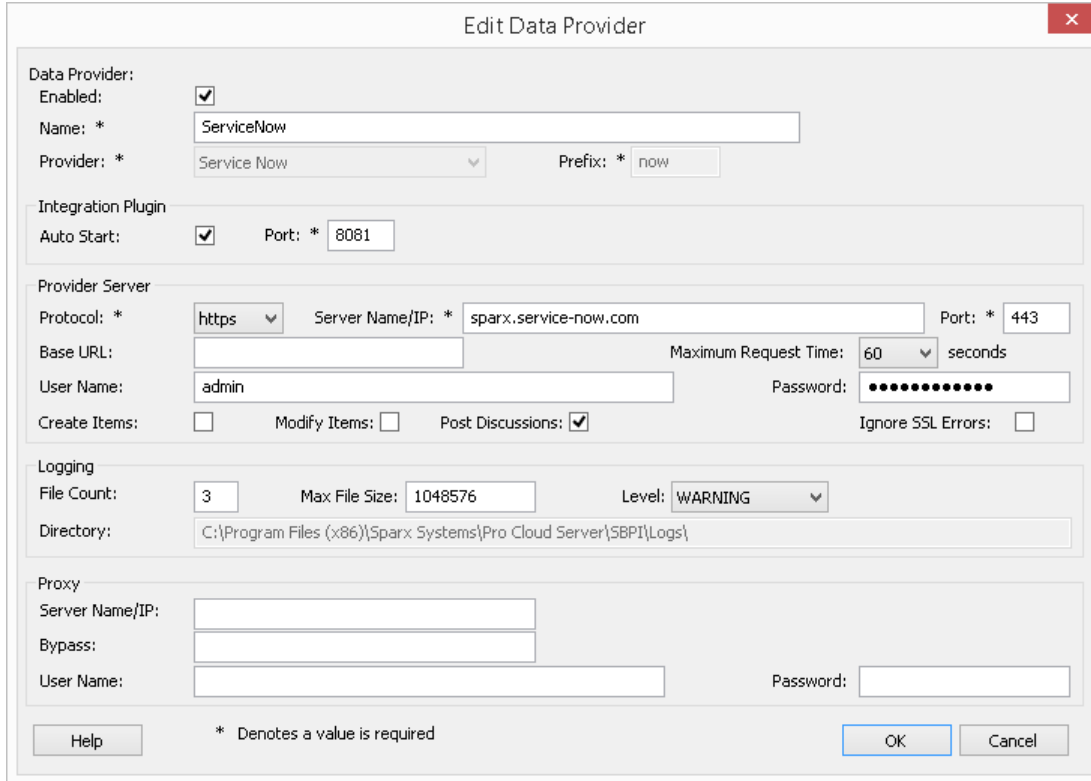 Edit Data Provider
Data Provider:
Enabled:
Name: * ServiceNow
Provider: * Service Now Prefix: * now
Integration Plugin
Auto Start: Port: * 8081
Provider Server
Protocol: * https Server Name/IP: * sparx.service-now.com Port: * 443
Base URL: Maximum Request Time: 60 seconds
User Name: admin Password: ●●●●●●●●●●●●
Create Items: Modify Items: Post Discussions: Ignore SSL Errors:
Logging
File Count: 3 Max File Size: 1048576 Level: WARNING
Directory: C:\Program Files (x86)\Sparx Systems\Pro Cloud Server\SBPI\Logs\
Proxy
Server Name/IP:
Bypass:
User Name: Password:
Help * Denotes a value is required OK Cancel